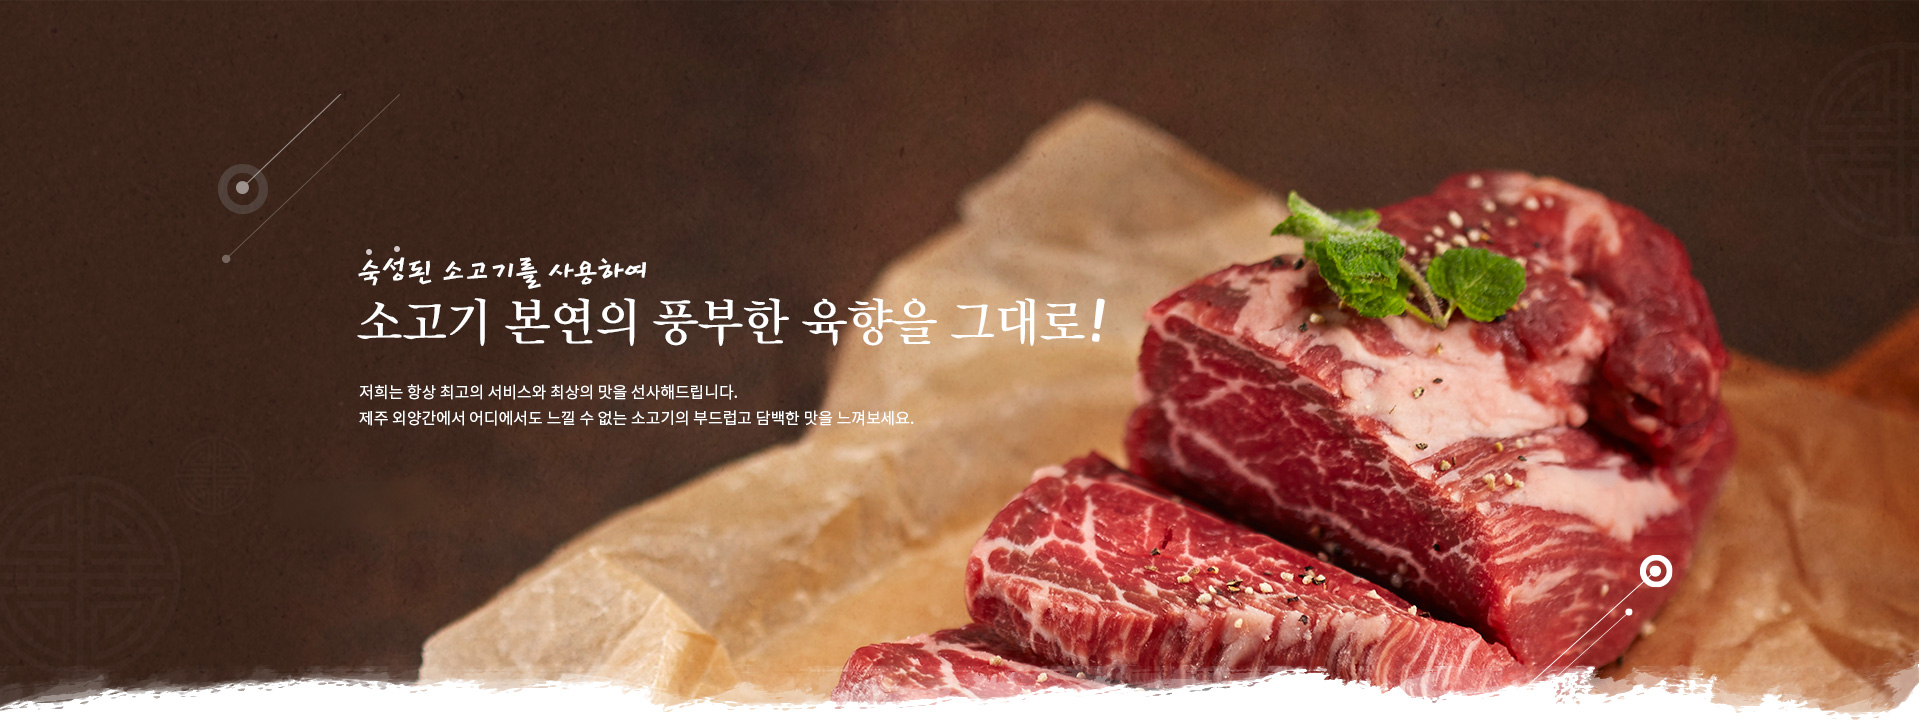 숙성된 소고기를 사용하여
소고기 본연의 풍부한 육향을 그대로!
저희는 항상 최고의 서비스와 최상의 맛을 선사해드립니다.
제주 외양간에서 어디에서도 느낄 수 없는 소고기의 부드럽고 담백한 맛을 느껴보세요.